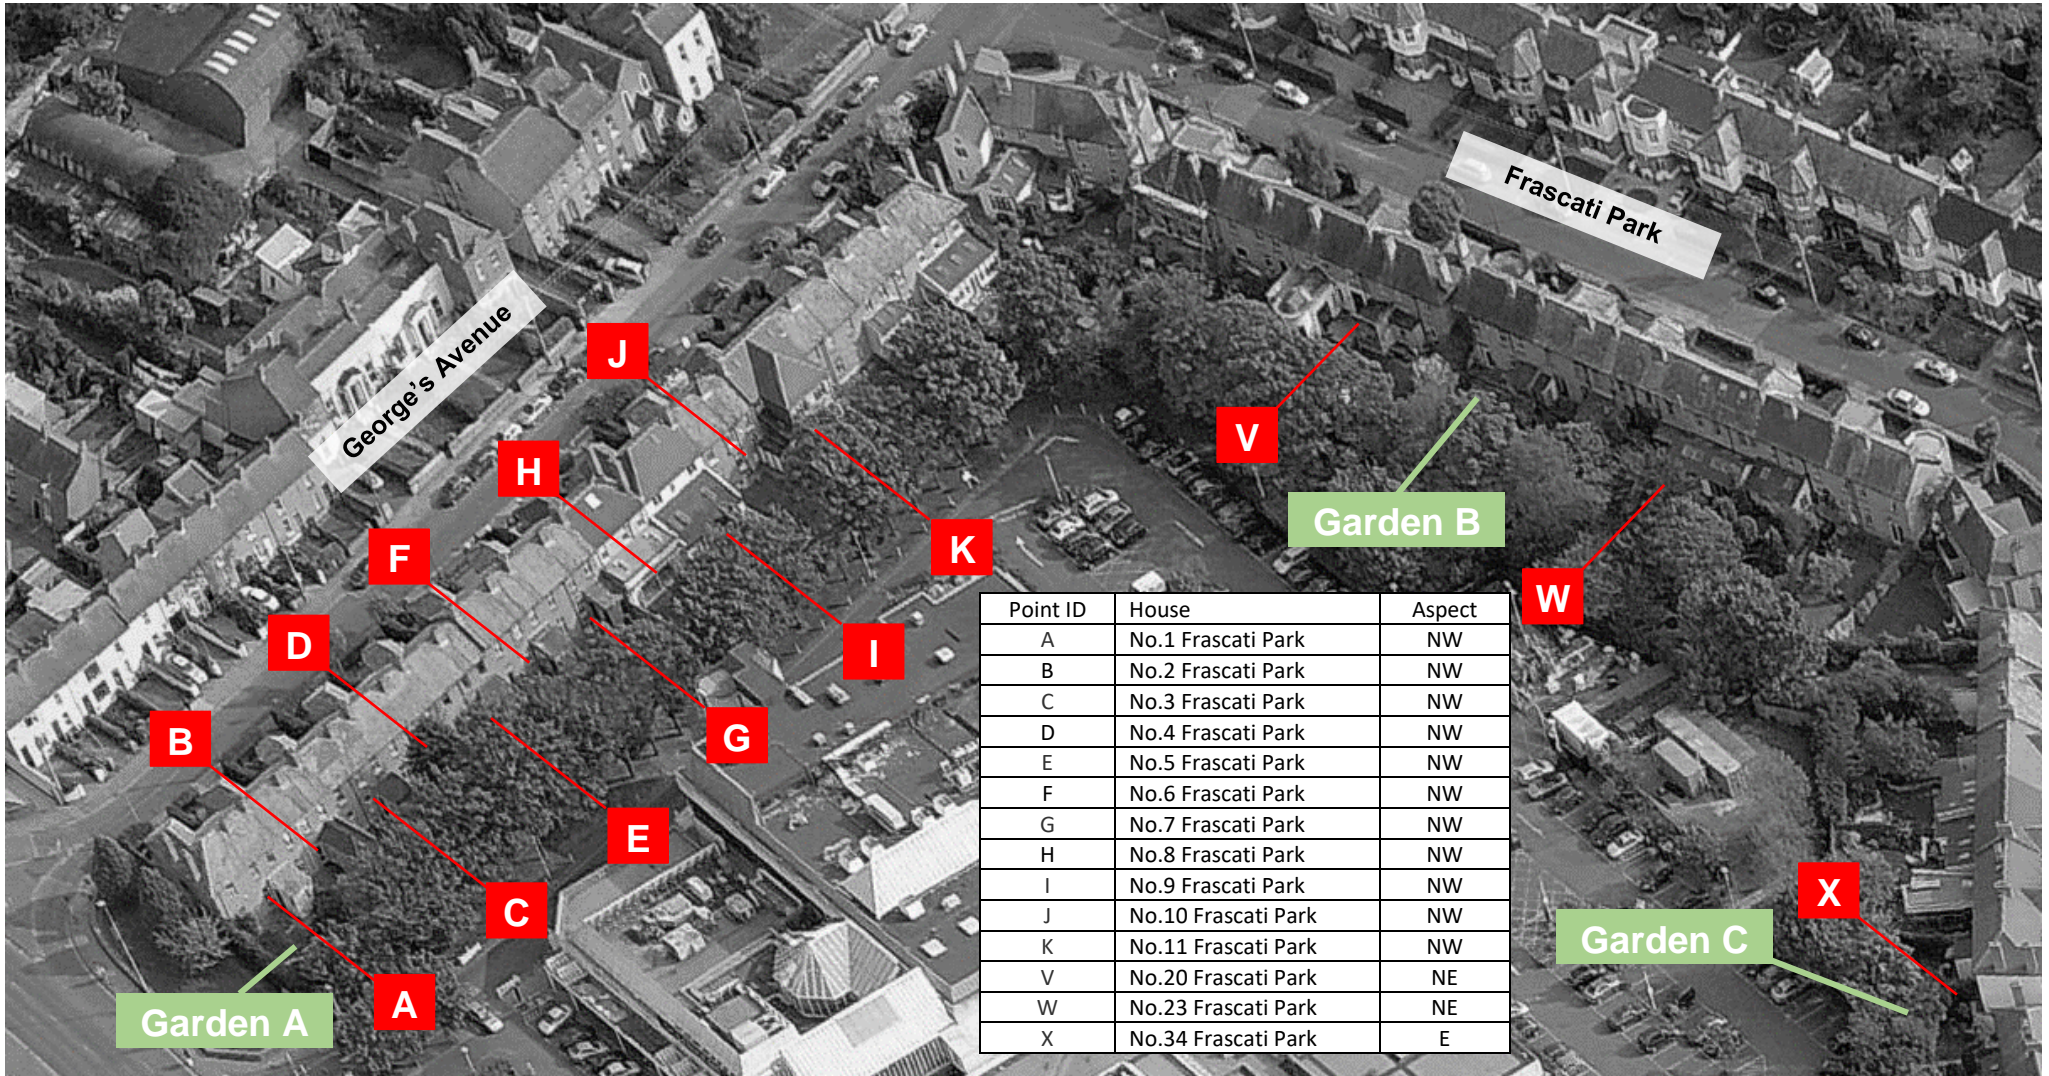 Frascati Park
George's Avenue
J
V
H
Garden B
K
F
W
D
I
G
B
E
X
C
Garden C
A
Garden A
Point ID House Aspect
A No.1 Frascati Park NW
B No.2 Frascati Park NW
C No.3 Frascati Park NW
D No.4 Frascati Park NW
E No.5 Frascati Park NW
F No.6 Frascati Park NW
G No.7 Frascati Park NW
H No.8 Frascati Park NW
I No.9 Frascati Park NW
J No.10 Frascati Park NW
K No.11 Frascati Park NW
V No.20 Frascati Park NE
W No.23 Frascati Park NE
X No.34 Frascati Park E